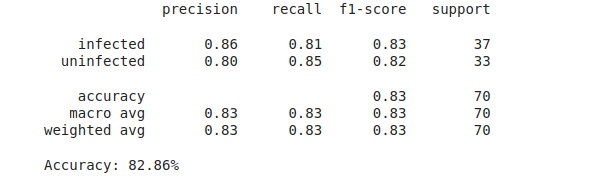 precision recall f1-score support
infected 0.86 0.81 0.83 37
uninfected 0.80 0.85 0.82 33
accuracy 0.83 70
macro avg 0.83 0.83 0.83 70
weighted avg 0.83 0.83 0.83 70
Accuracy: 82.86%